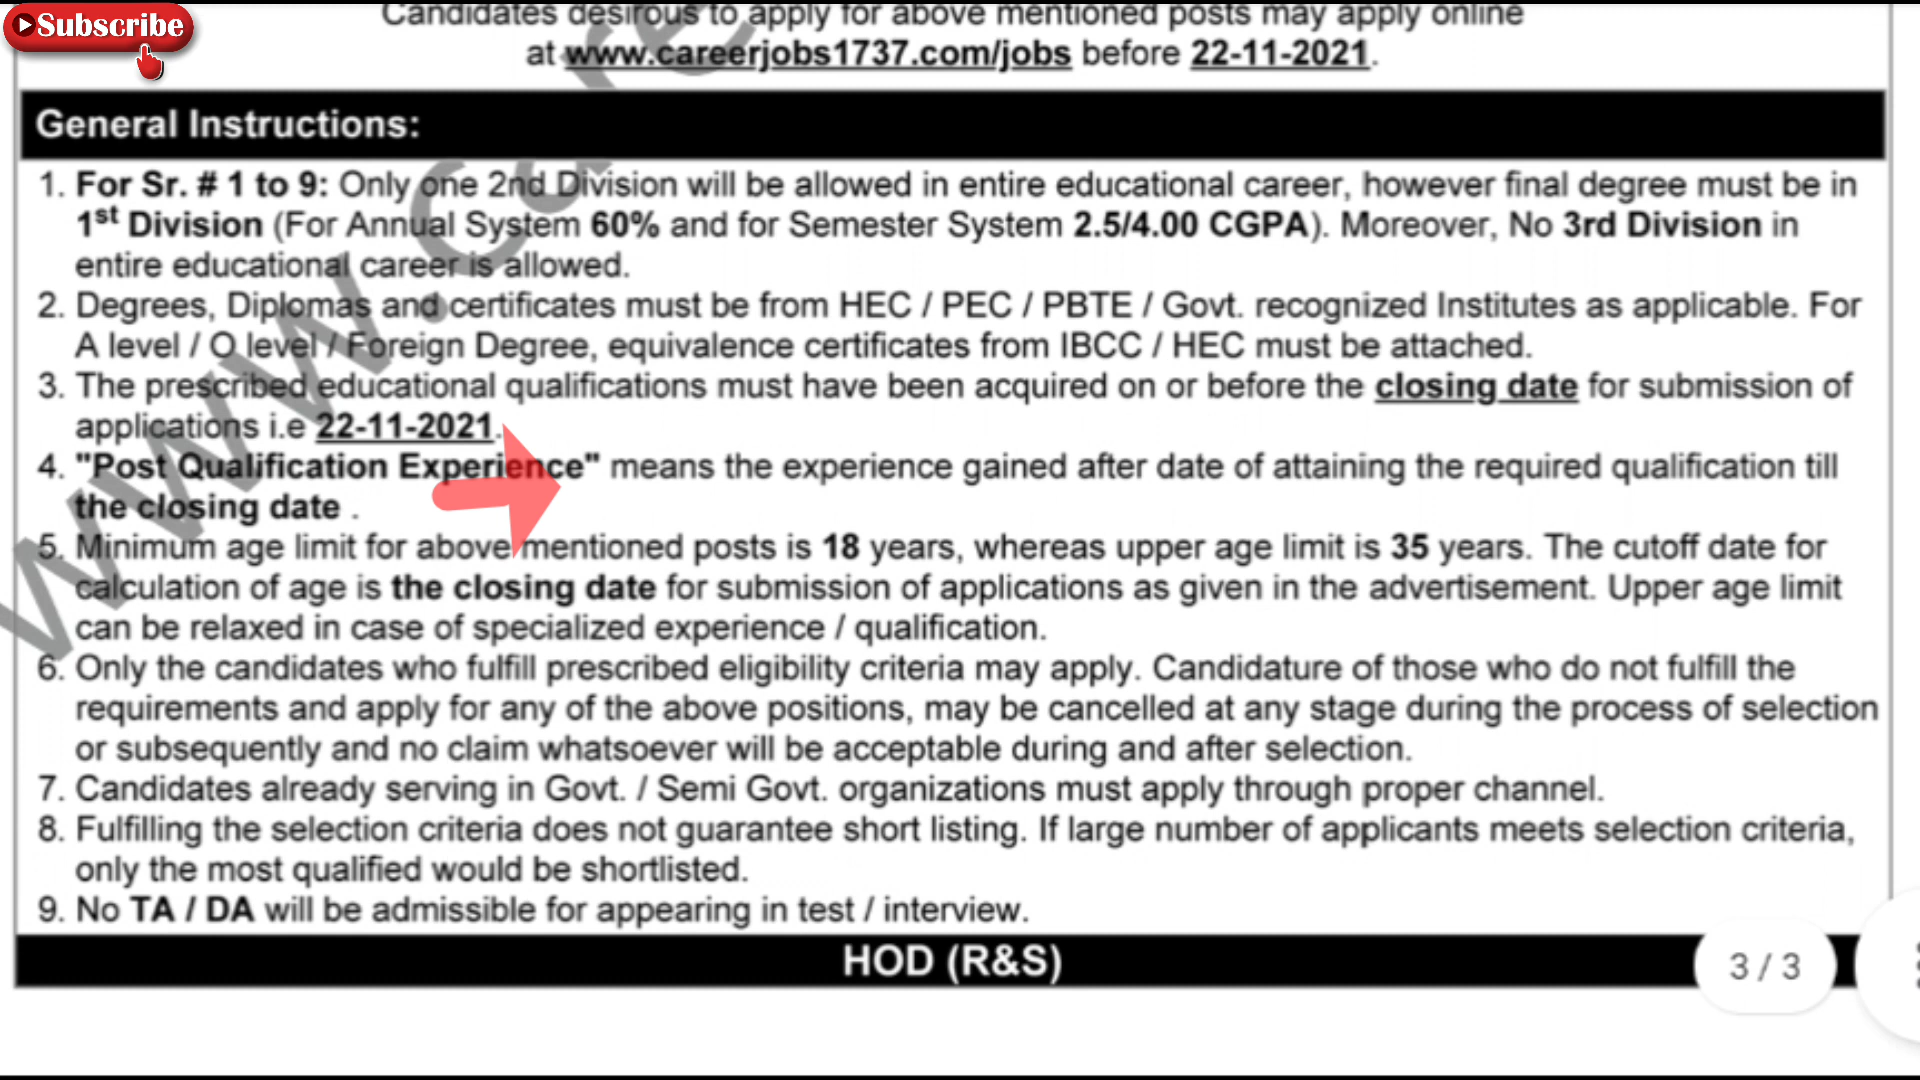 Subscribe
Candidates desirous to apply for above mentioned posts may apply online
at www.careerjobs1737.com/jobs before 22-11-2021.
General Instructions:
1. For Sr. # 1 to 9: Only one 2nd Division will be allowed in entire educational career, however final degree must be in
1st Division (For Annual System 60% and for Semester System 2.5/4.00 CGPA). Moreover, No 3rd Division in
entire educational career is allowed.
2. Degrees, Diplomas and certificates must be from HEC / PEC / PBTE / Govt. recognized Institutes as applicable. For
A level / O level / Foreign Degree, equivalence certificates from IBCC / HEC must be attached.
3. The prescribed educational qualifications must have been acquired on or before the closing date for submission of
applications i.e 22-11-2021.
4. "Post Qualification Experience" means the experience gained after date of attaining the required qualification till
the closing date .
5. Minimum age limit for above mentioned posts is 18 years, whereas upper age limit is 35 years. The cutoff date for
calculation of age is the closing date for submission of applications as given in the advertisement. Upper age limit
can be relaxed in case of specialized experience / qualification.
6. Only the candidates who fulfill prescribed eligibility criteria may apply. Candidature of those who do not fulfill the
requirements and apply for any of the above positions, may be cancelled at any stage during the process of selection
or subsequently and no claim whatsoever will be acceptable during and after selection.
7. Candidates already serving in Govt. / Semi Govt. organizations must apply through proper channel.
8. Fulfilling the selection criteria does not guarantee short listing. If large number of applicants meets selection criteria,
only the most qualified would be shortlisted.
9. No TA / DA will be admissible for appearing in test / interview.
HOD (R&S)
3 / 3
www.care